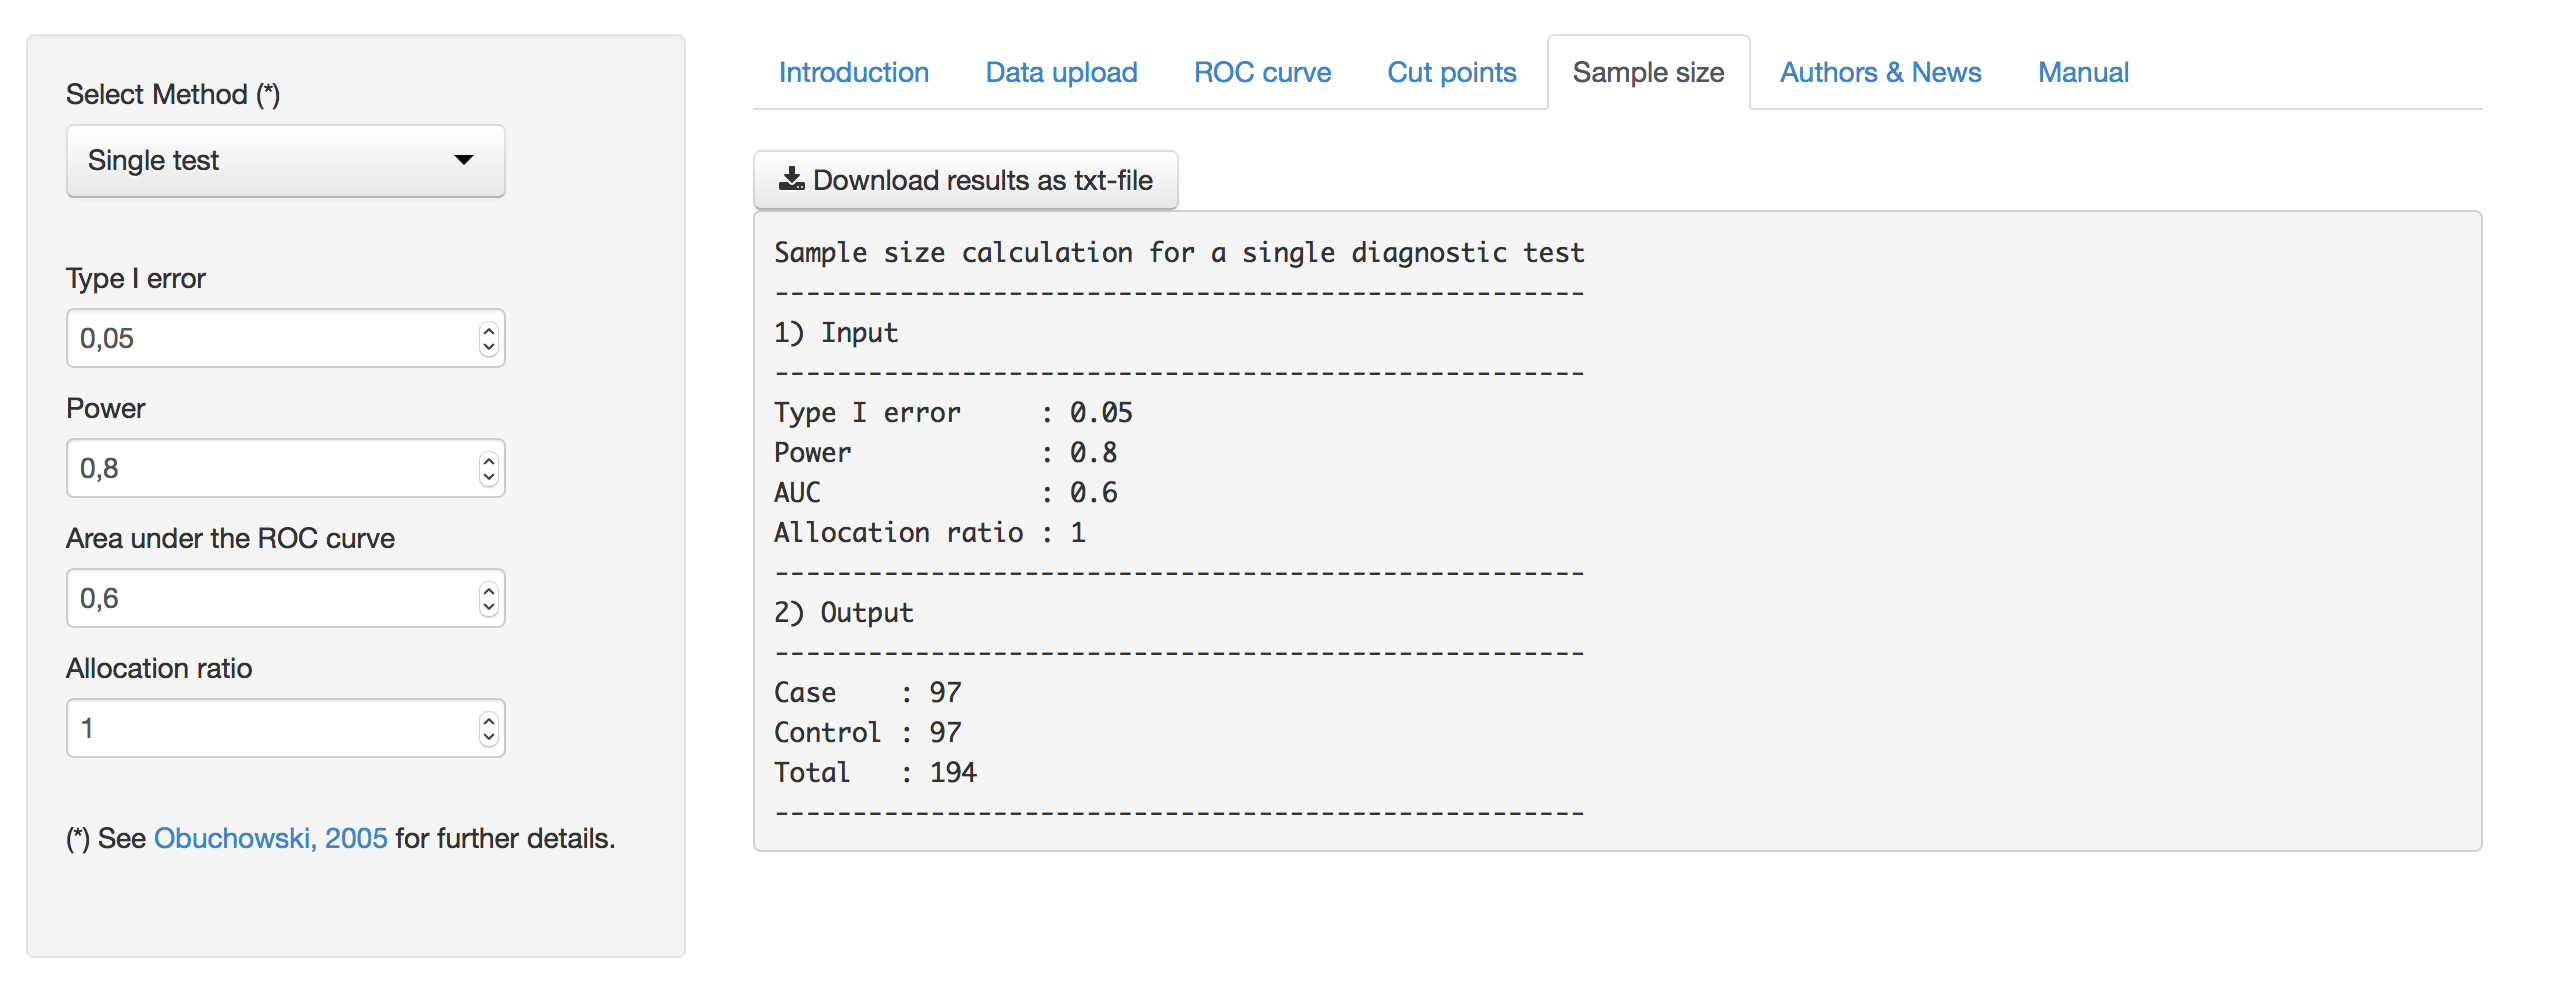 Select Method (*)
Single test
Type I error
0,05
Power
0,8
Area under the ROC curve
0,6
Allocation ratio
1
(*) See Obuchowski, 2005 for further details.
Introduction Data upload ROC curve Cut points Sample size Authors & News Manual
Download results as txt-file
Sample size calculation for a single diagnostic test
----------------------------------------------------
1) Input
----------------------------------------------------
Type I error     : 0.05
Power            : 0.8
AUC              : 0.6
Allocation ratio : 1
----------------------------------------------------
2) Output
----------------------------------------------------
Case    : 97
Control : 97
Total   : 194
----------------------------------------------------